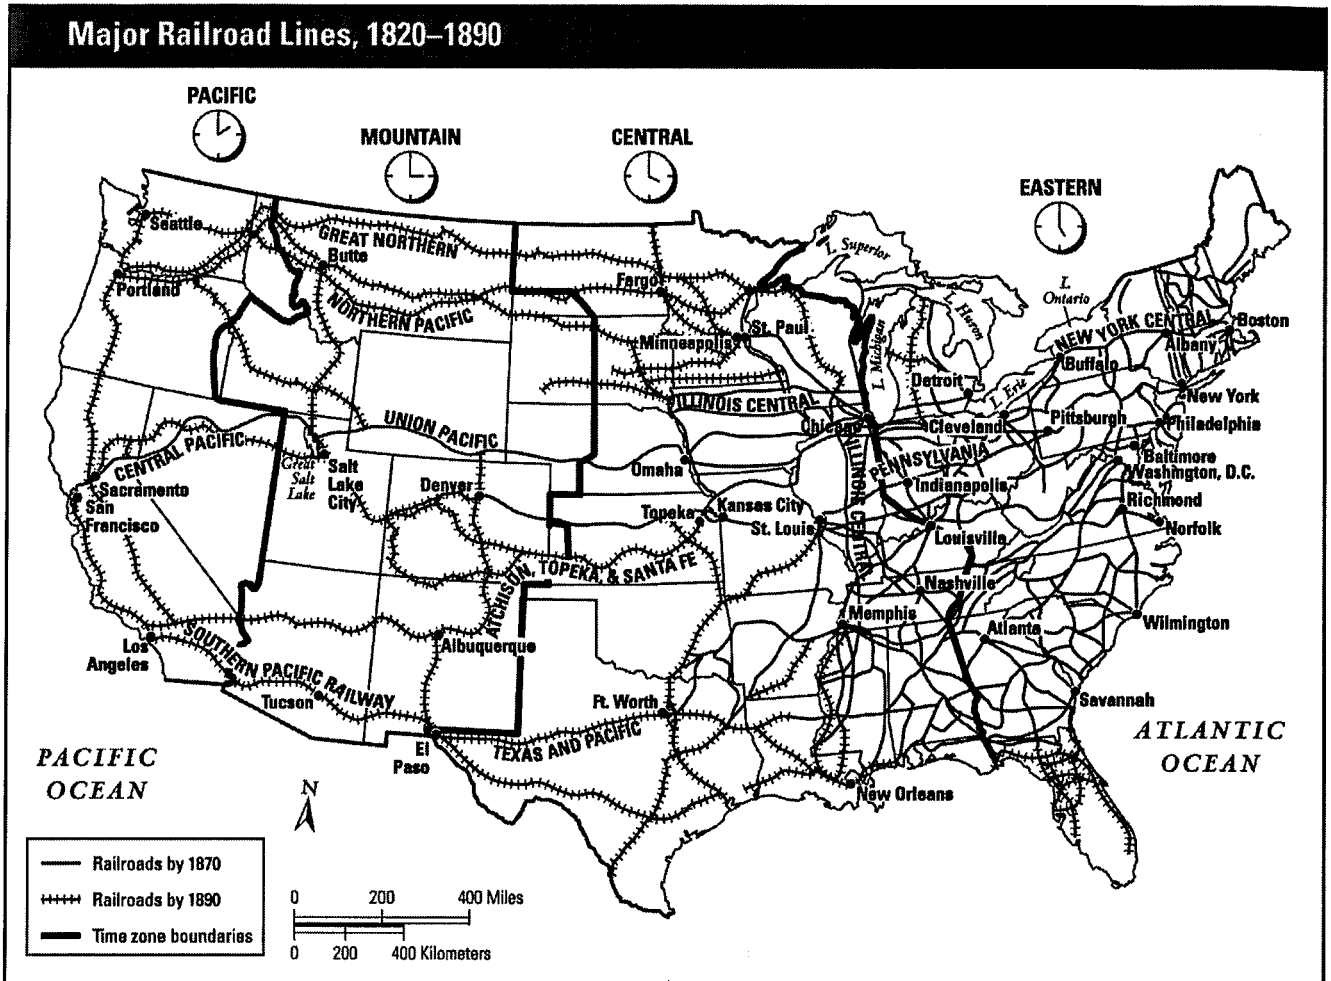 Major Railroad Lines, 1820–1890
PACIFIC
MOUNTAIN
CENTRAL
EASTERN
Seattle
GREAT NORTHERN
Butte
Portland
NORTHERN PACIFIC
Fargo
L. Superior
L.
Ontario
L. Michigan
Huron
L. Erie
Minneapolis
St. Paul
NEW YORK CENTRAL
Boston
Albany
Buffalo
Detroit
New York
ILLINOIS CENTRAL
Chicago
Cleveland
Pittsburgh
Philadelphia
UNION PACIFIC
CENTRAL PACIFIC
Great
Salt
Lake
Salt
Lake
City
Omaha
PENNSYLVANIA
Baltimore
Washington, D.C.
Sacramento
San
Francisco
Denver
Indianapolis
Richmond
Topeka
Kansas City
St. Louis
ILLINOIS CENTRAL
Norfolk
Louisville
ATCHISON, TOPEKA, & SANTA FE
Nashville
Memphis
Wilmington
Los
Angeles
SOUTHERN PACIFIC RAILWAY
Albuquerque
Atlanta
Tucson
Ft. Worth
Savannah
El
Paso
TEXAS AND PACIFIC
New Orleans
PACIFIC
OCEAN
ATLANTIC
OCEAN
N
Railroads by 1870
Railroads by 1890
Time zone boundaries
0 200 400 Miles
0 200 400 Kilometers